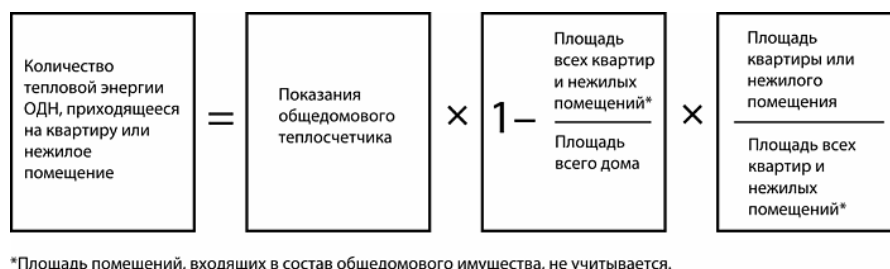 Количество
тепловой энергии
ОДН, приходящееся
на квартиру или
нежилое
помещение
=
Показания
общедомового
теплосчетчика
×
1 –
Площадь
всех квартир
и нежилых
помещений*
Площадь
всего дома
×
Площадь
квартиры или
нежилого
помещения
Площадь всех
квартир и
нежилых
помещений*
*Площадь помещений, входящих в состав общедомового имущества, не учитывается.